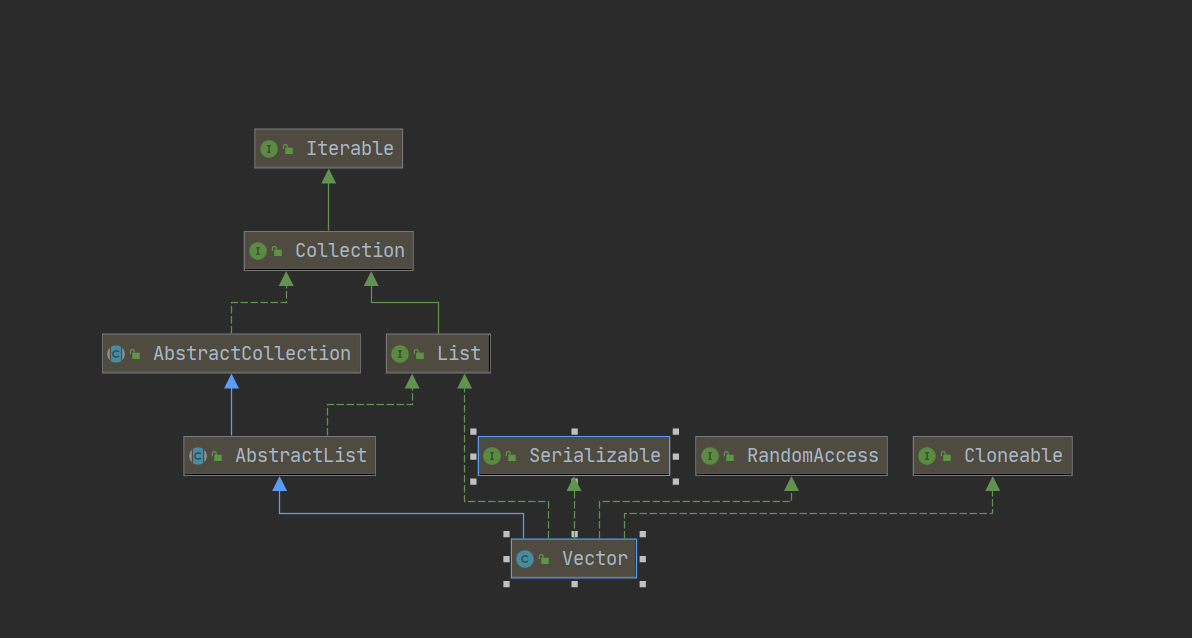 I Iterable
I Collection
C AbstractCollection
I List
C AbstractList
I Serializable
I RandomAccess
I Cloneable
C Vector